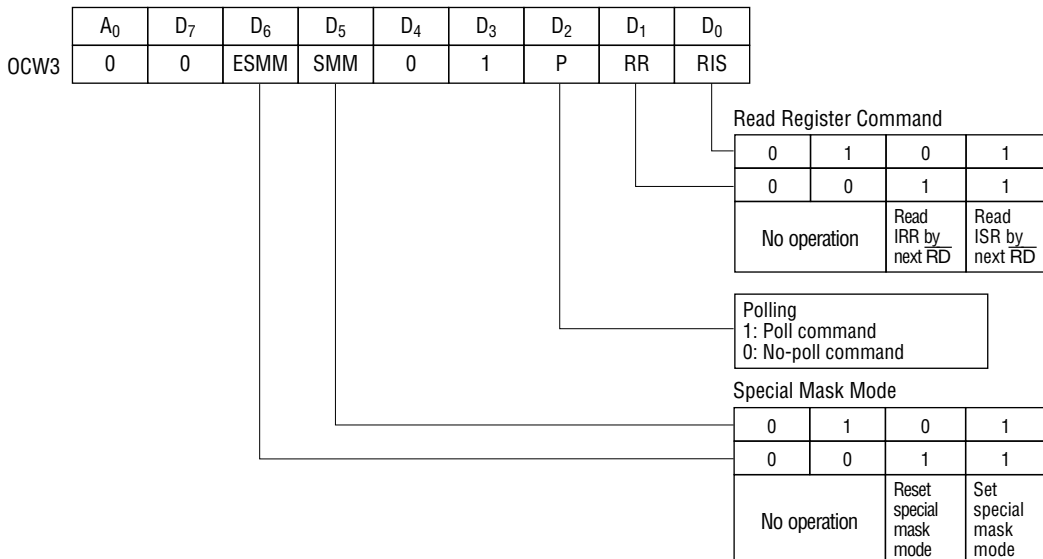 A0 D7 D6 D5 D4 D3 D2 D1 D0
OCW3 0 0 ESMM SMM 0 1 P RR RIS
Read Register Command
0 1 0 1
0 0 1 1
No operation
Read IRR by next RD
Read ISR by next RD
Polling
1: Poll command
0: No-poll command
Special Mask Mode
0 1 0 1
0 0 1 1
No operation
Reset special mask mode
Set special mask mode